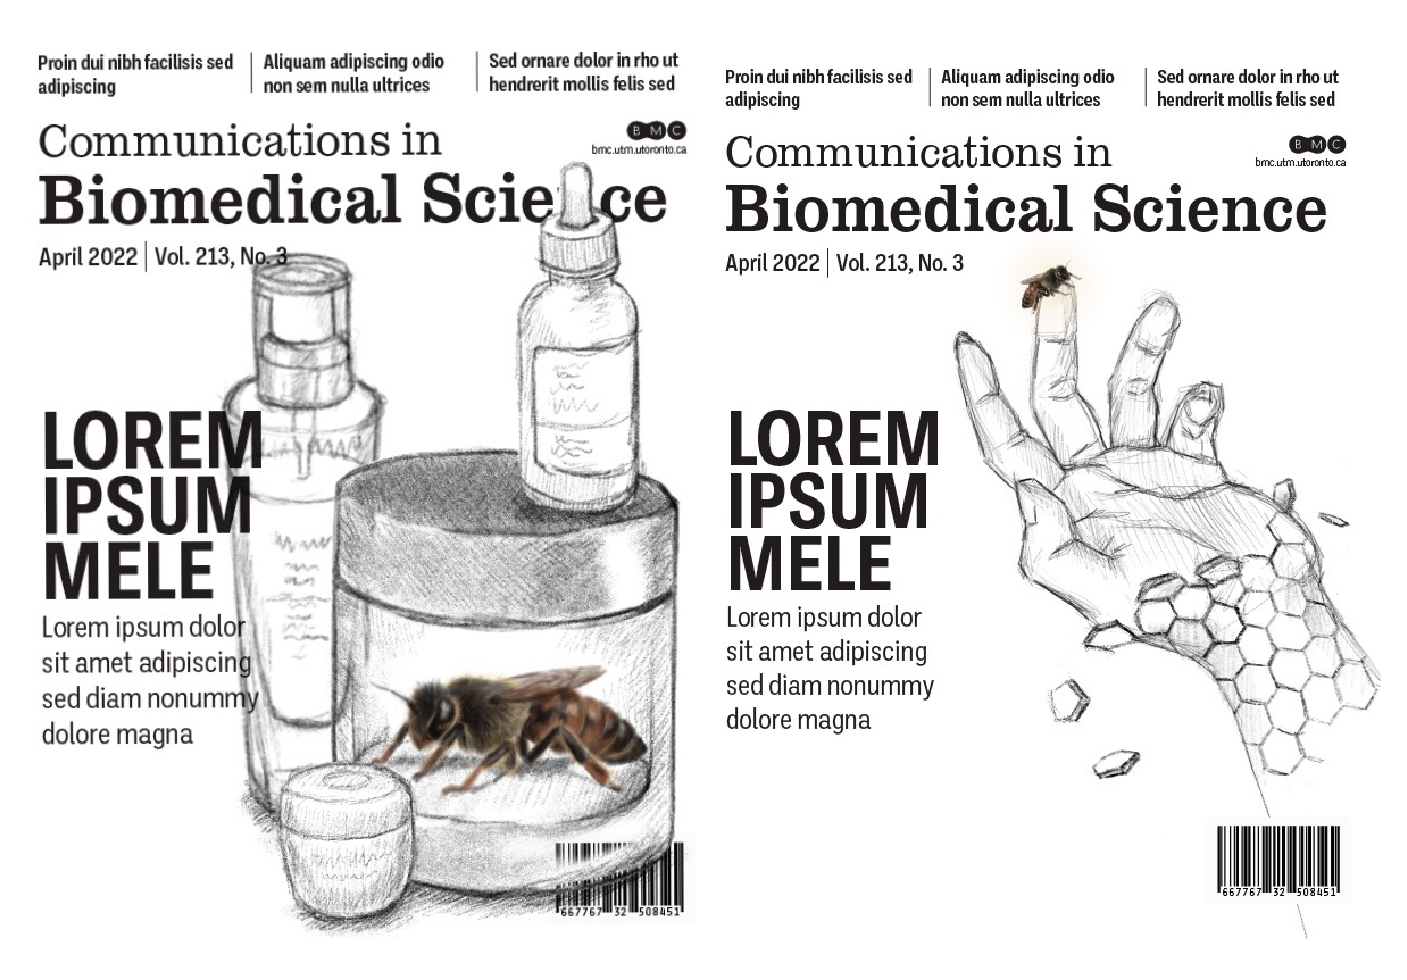 Proin dui nibh facilisis sed
adipiscing
Aliquam adipiscing odio
non sem nulla ultrices
Sed ornare dolor in rho ut
hendrerit mollis felis sed
Communications in
BMC
bmc.utm.utoronto.ca
Biomedical Science
April 2022 | Vol. 213, No. 3
LOREM
IPSUM
MELE
Lorem ipsum dolor
sit amet adipiscing
sed diam nonummy
dolore magna
667767 32 508451
Proin dui nibh facilisis sed
adipiscing
Aliquam adipiscing odio
non sem nulla ultrices
Sed ornare dolor in rho ut
hendrerit mollis felis sed
Communications in
BMC
bmc.utm.utoronto.ca
Biomedical Science
April 2022 | Vol. 213, No. 3
LOREM
IPSUM
MELE
Lorem ipsum dolor
sit amet adipiscing
sed diam nonummy
dolore magna
667767 32 508451